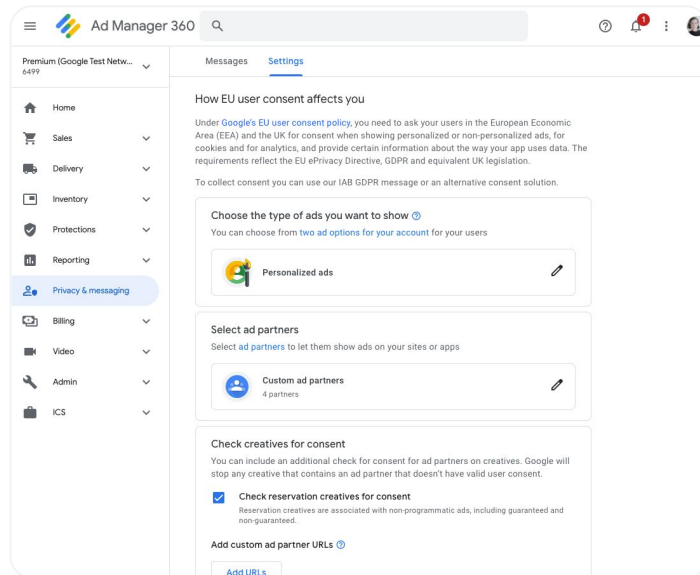 Ad Manager 360
1
Premium (Google Test Netw...
6499
Messages
Settings
Home
Sales
Delivery
Inventory
Protections
Reporting
Privacy & messaging
Billing
Video
Admin
ICS
How EU user consent affects you
Under Google's EU user consent policy, you need to ask your users in the European Economic
Area (EEA) and the UK for consent when showing personalized or non-personalized ads, for
cookies and for analytics, and provide certain information about the way your app uses data. The
requirements reflect the EU ePrivacy Directive, GDPR and equivalent UK legislation.
To collect consent you can use our IAB GDPR message or an alternative consent solution.
Choose the type of ads you want to show
You can choose from two ad options for your account for your users
Personalized ads
Select ad partners
Select ad partners to let them show ads on your sites or apps
Custom ad partners
4 partners
Check creatives for consent
You can include an additional check for consent for ad partners on creatives. Google will
stop any creative that contains an ad partner that doesn't have valid user consent.
Check reservation creatives for consent
Reservation creatives are associated with non-programmatic ads, including guaranteed and
non-guaranteed.
Add custom ad partner URLs
Add URLs